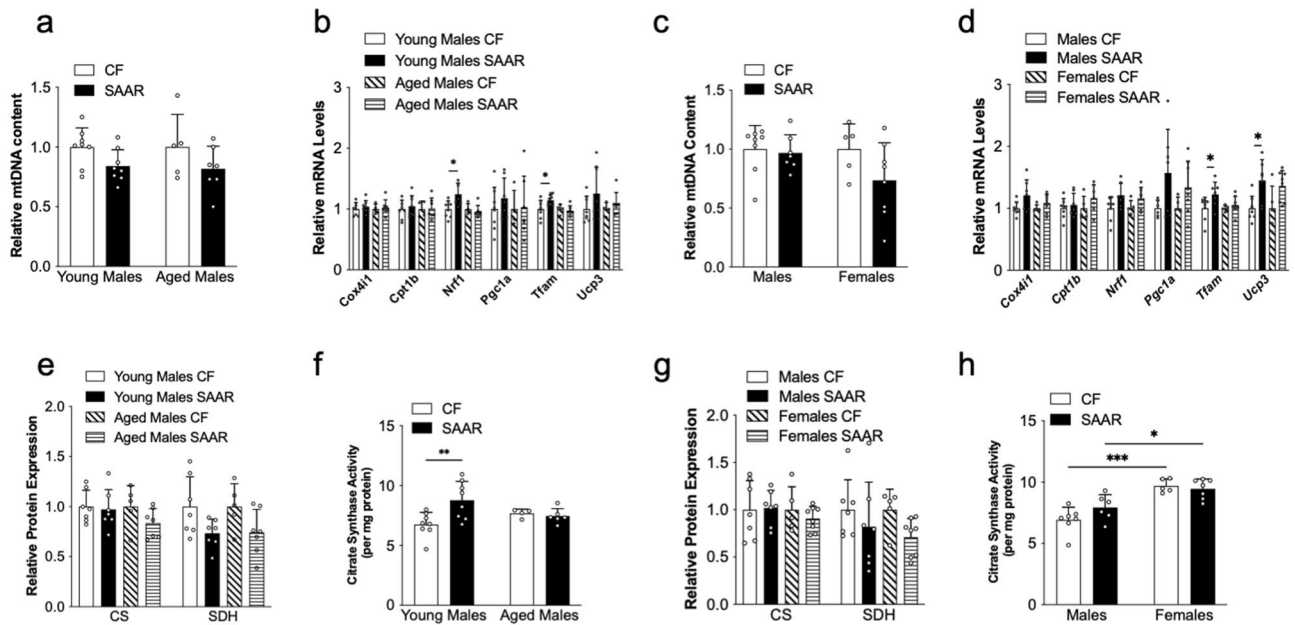 a
CF
SAAR
Relative mtDNA content
1.5
1.0
0.5
0.0
Young Males Aged Males
b
Young Males CF
Young Males SAAR
Aged Males CF
Aged Males SAAR
Relative mRNA Levels
3
2
1
0
*
*
Cox4i1 Cpt1b Nrf1 Pgc1a Tfam Ucp3
c
CF
SAAR
Relative mtDNA Content
1.5
1.0
0.5
0.0
Males Females
d
Males CF
Males SAAR
Females CF
Females SAAR
Relative mRNA Levels
3
2
1
0
*
*
Cox4i1 Cpt1b Nrf1 Pgc1a Tfam Ucp3
e
Young Males CF
Young Males SAAR
Aged Males CF
Aged Males SAAR
Relative Protein Expression
2.0
1.5
1.0
0.5
0.0
CS SDH
f
CF
SAAR
Citrate Synthase Activity
(per mg protein)
15
10
5
0
**
Young Males Aged Males
g
Males CF
Males SAAR
Females CF
Females SAAR
Relative Protein Expression
2.0
1.5
1.0
0.5
0.0
CS SDH
h
CF
SAAR
Citrate Synthase Activity
(per mg protein)
15
10
5
0
*
***
Males Females